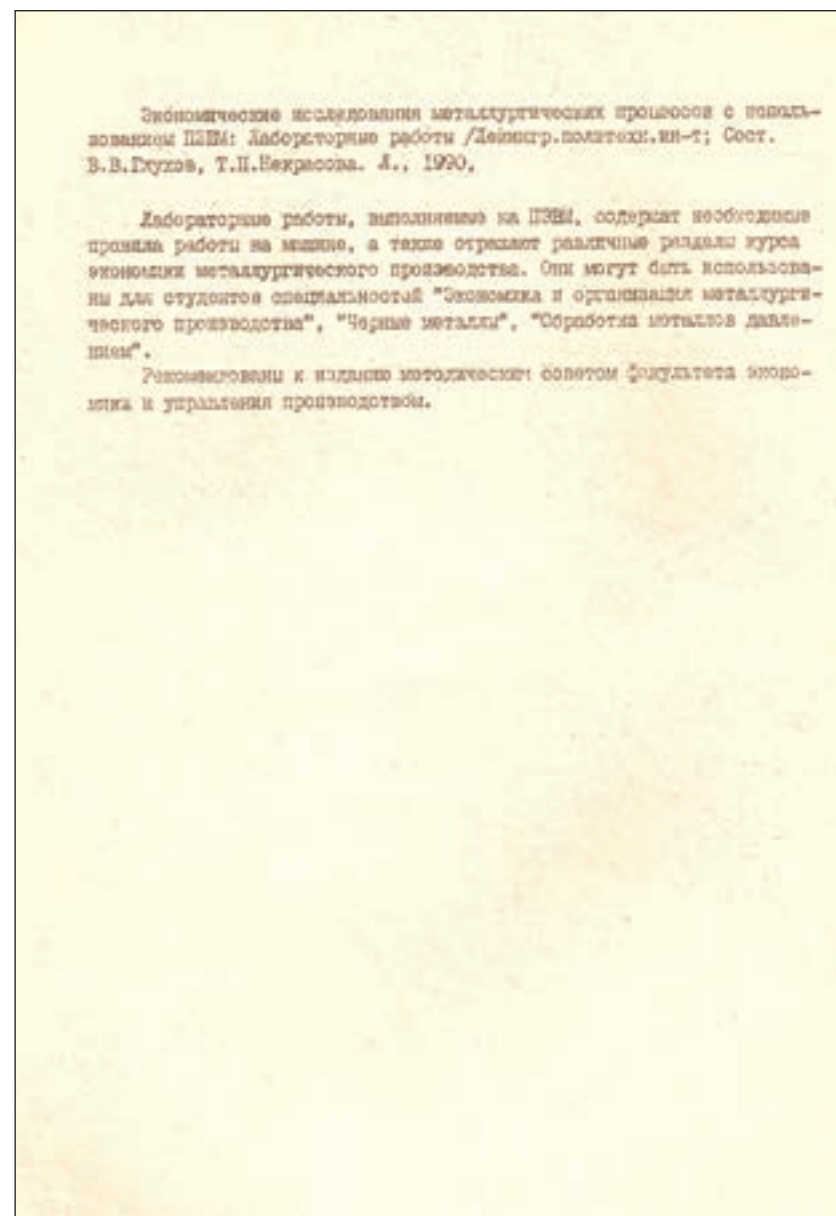 Экономические исследования металлургических процессов с исполь-
зованием ПЭВМ: Лабораторные работы /Ленингр.политехн.ин-т; Сост.
В.В.Глухов, Т.П.Некрасова. Л., 1990.
Лабораторные работы, выполняемые на ПЭВМ, содержат необходимые
правила работы на машине, а также отражают различные разделы курса
экономики металлургического производства. Они могут быть использова-
ны для студентов специальностей "Экономика и организация металлурги-
ческого производства", "Черные металлы", "Обработка металлов давле-
нием".
Рекомендованы к изданию методическим советом факультета эконо-
мика и управления производством.